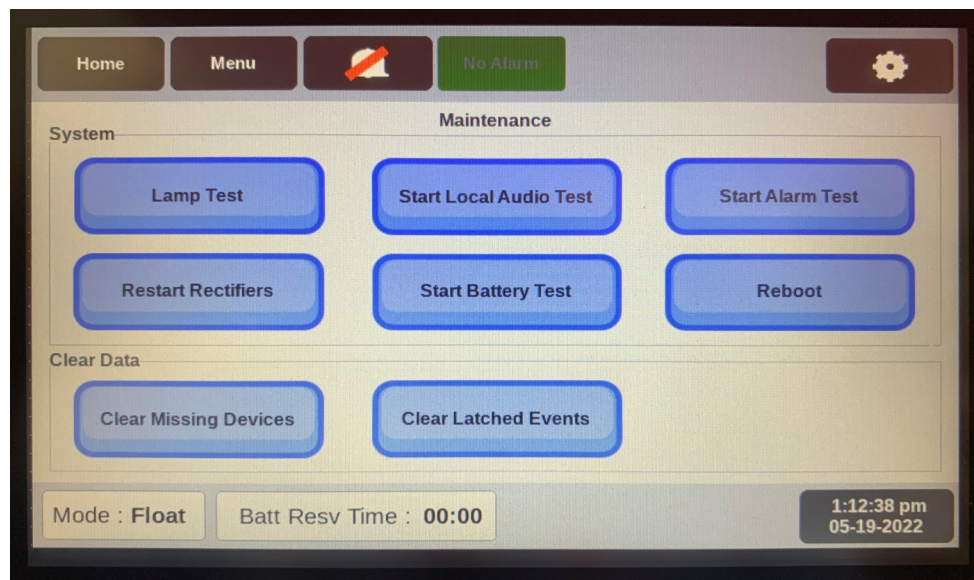 Home Menu No Alarm
Maintenance
System
Lamp Test Start Local Audio Test Start Alarm Test
Restart Rectifiers Start Battery Test Reboot
Clear Data
Clear Missing Devices Clear Latched Events
Mode : Float Batt Resv Time : 00:00 1:12:38 pm
05-19-2022